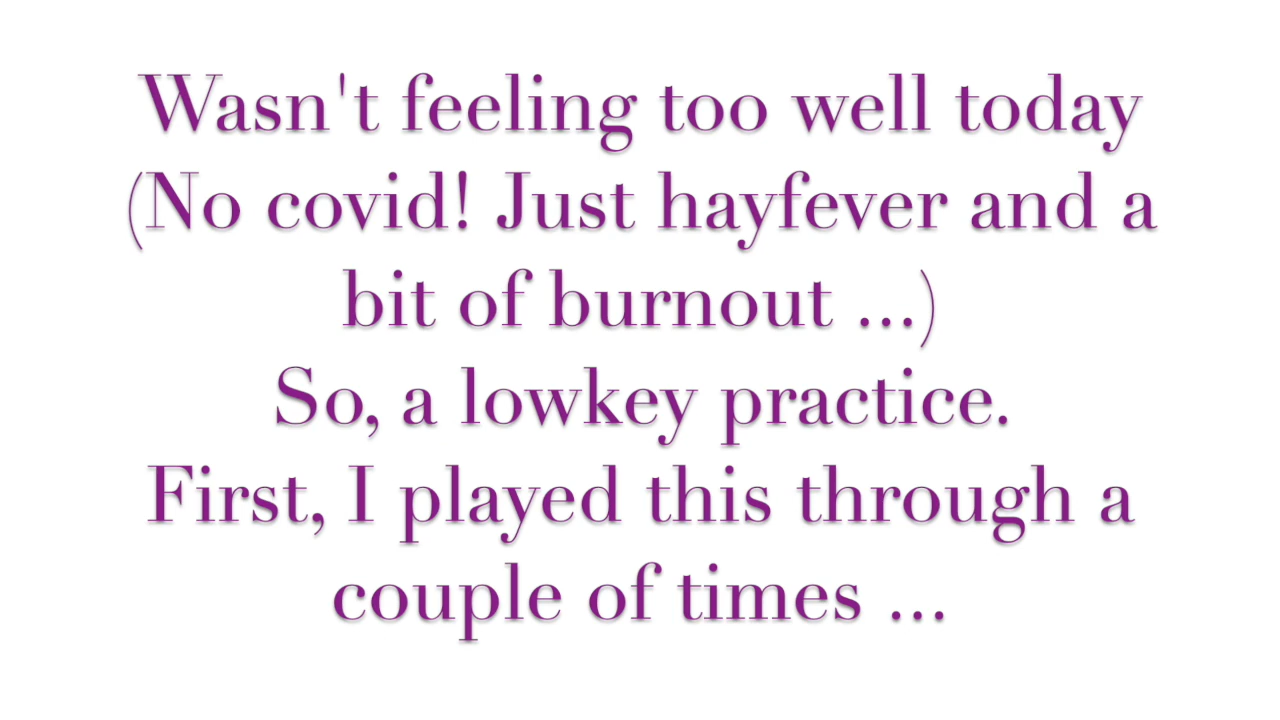 Wasn't feeling too well today
(No covid! Just hayfever and a
bit of burnout ...)
So, a lowkey practice.
First, I played this through a
couple of times ...